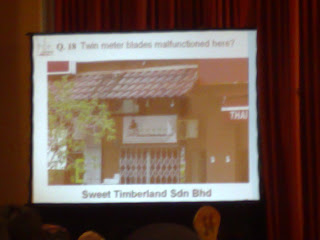 Q. 18 Twin meter blades malfunctioned here?
THAI
Sweet Timberland Sdn Bhd